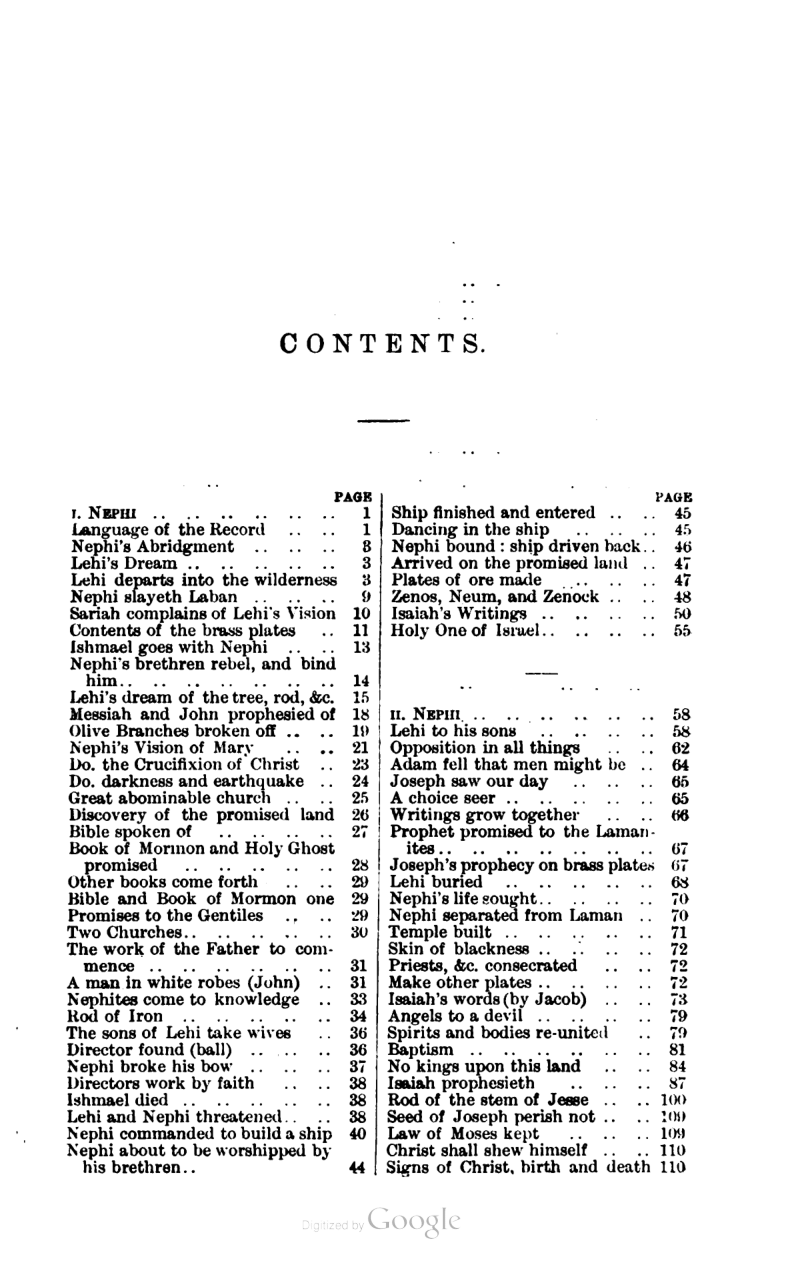 CONTENTS.
PAGE
I. NEPHI .. .. .. .. .. .. .. 1
Language of the Record .. .. 1
Nephi's Abridgment .. .. .. 3
Lehi's Dream .. .. .. .. .. .. 3
Lehi departs into the wilderness 3
Nephi slayeth Laban .. .. .. 9
Sariah complains of Lehi's Vision 10
Contents of the brass plates .. 11
Ishmael goes with Nephi .. .. 13
Nephi's brethren rebel, and bind
him.. .. .. .. .. .. .. .. 14
Lehi's dream of the tree, rod, &c. 15
Messiah and John prophesied of 18
Olive Branches broken off .. .. 19
Nephi's Vision of Mary .. .. 21
Do. the Crucifixion of Christ .. 23
Do. darkness and earthquake .. 24
Great abominable church .. .. 25
Discovery of the promised land 26
Bible spoken of .. .. .. .. .. 27
Book of Mormon and Holy Ghost
promised .. .. .. .. .. .. 28
Other books come forth .. .. 29
Bible and Book of Mormon one 29
Promises to the Gentiles .. .. 29
Two Churches.. .. .. .. .. .. 30
The work of the Father to com-
mence .. .. .. .. .. .. .. 31
A man in white robes (John) .. 31
Nephites come to knowledge .. 33
Rod of Iron .. .. .. .. .. .. 34
The sons of Lehi take wives .. 36
Director found (ball) .. .. .. 36
Nephi broke his bow .. .. .. 37
Directors work by faith .. .. 38
Ishmael died .. .. .. .. .. .. 38
Lehi and Nephi threatened.. .. 38
Nephi commanded to build a ship 40
Nephi about to be worshipped by
his brethren.. 44
PAGE
Ship finished and entered .. .. 45
Dancing in the ship .. .. .. 45
Nephi bound : ship driven back.. 46
Arrived on the promised land .. 47
Plates of ore made .. .. .. .. 47
Zenos, Neum, and Zenock .. .. 48
Isaiah's Writings .. .. .. .. .. 50
Holy One of Israel.. .. .. .. .. 55
II. NEPHI. .. .. .. .. .. .. .. 58
Lehi to his sons .. .. .. .. .. 58
Opposition in all things .. .. 62
Adam fell that men might be .. 64
Joseph saw our day .. .. .. 65
A choice seer .. .. .. .. .. .. 65
Writings grow together .. .. 66
Prophet promised to the Laman-
ites.. .. .. .. .. .. .. .. 67
Joseph's prophecy on brass plates 67
Lehi buried .. .. .. .. .. .. 68
Nephi's life sought.. .. .. .. .. 70
Nephi separated from Laman .. 70
Temple built .. .. .. .. .. .. 71
Skin of blackness .. .. .. .. .. 72
Priests, &c. consecrated .. .. 72
Make other plates .. .. .. .. .. 72
Isaiah's words (by Jacob) .. .. 73
Angels to a devil .. .. .. .. .. 79
Spirits and bodies re-united .. 79
Baptism .. .. .. .. .. .. .. 81
No kings upon this land .. .. 84
Isaiah prophesieth .. .. .. 87
Rod of the stem of Jesse .. .. 100
Seed of Joseph perish not .. .. 109
Law of Moses kept .. .. .. 109
Christ shall shew himself .. .. 110
Signs of Christ, birth and death 110
Digitized by Google